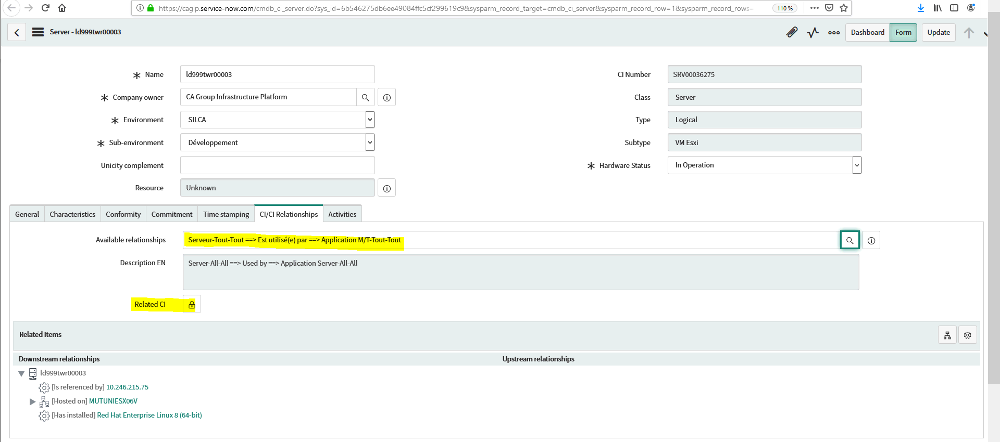 https://cagip.service-now.com/cmdb_ci_server.do?sys_id=6b546275db6ee49084ffc5cf299619c9&sysparm_record_target=cmdb_ci_server&sysparm_record_row=1&sysparm_record_rows=
110 %
Server - ld999twr00003
Dashboard
Form
Update
Name
ld999twr00003
CI Number
SRV00036275
Company owner
CA Group Infrastructure Platform
Class
Server
Environment
SILCA
Type
Logical
Sub-environment
Développement
Subtype
VM Esxi
Unicity complement
Hardware Status
In Operation
Resource
Unknown
General
Characteristics
Conformity
Commitment
Time stamping
CI/CI Relationships
Activities
Available relationships
Serveur-Tout-Tout ==> Est utilisé(e) par ==> Application M/T-Tout-Tout
Description EN
Server-All-All ==> Used by ==> Application Server-All-All
Related CI
Related Items
Downstream relationships
Upstream relationships
ld999twr00003
[Is referenced by] 10.246.215.75
[Hosted on] MUTUNIESX06V
[Has installed] Red Hat Enterprise Linux 8 (64-bit)